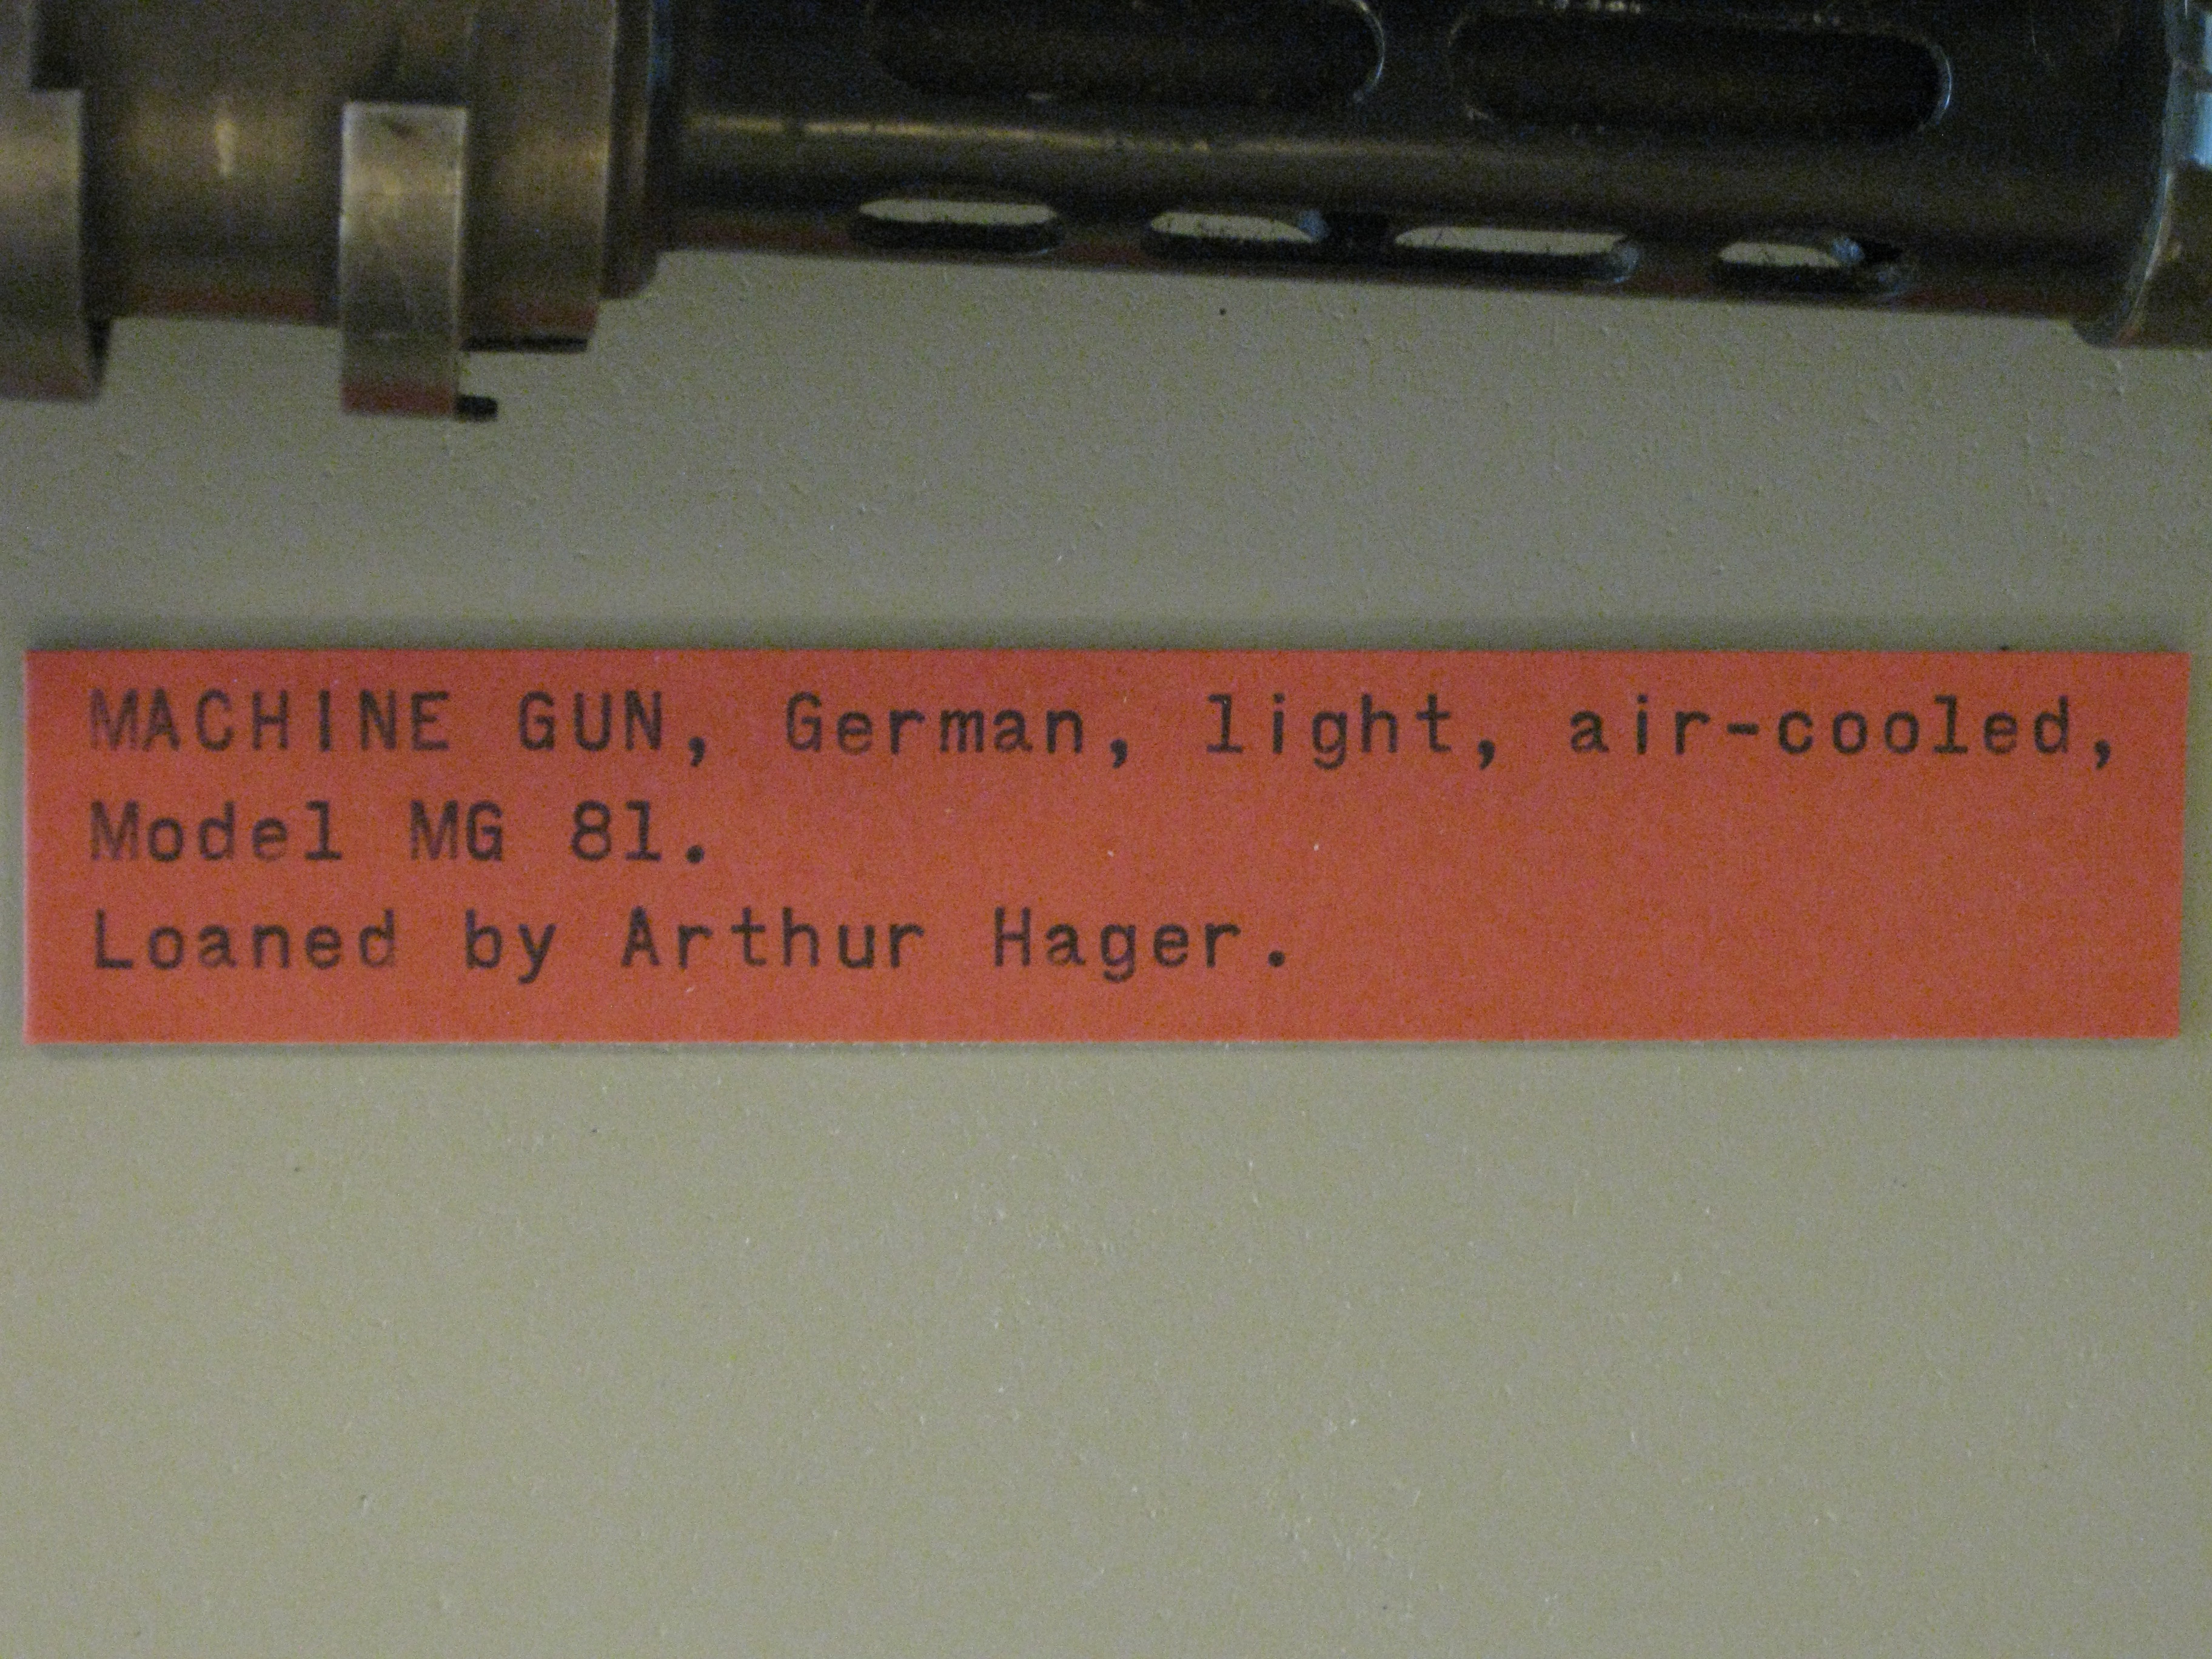 MACHINE GUN, German, light, air-cooled,
Model MG 81.
Loaned by Arthur Hager.